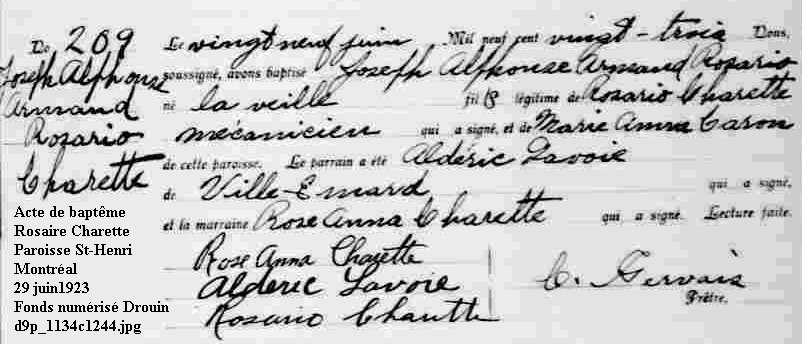 No 209 Le vingt neuf juin Mil neuf cent vingt-trois Nous,
soussigné, avons baptisé Joseph Alphonse Armand Rosario
né la veille fils légitime de Rosario Charette
mécanicien qui a signé, et de Marie Anna Caron
de cette paroisse. Le parrain a été Aldéric Lavoie
de Ville-Emard qui a signé,
et la marraine Rose Anna Charette qui a signé. Lecture faite.
Rose Anna Charette
Alderic Lavoie
Rosario Charette
C. Gervais
Prêtre.
Joseph Alphonse
Armand
Rosario
Charette
Acte de baptême
Rosaire Charette
Paroisse St-Henri
Montréal
29 juin1923
Fonds numérisé Drouin
d9p_1134c1244.jpg